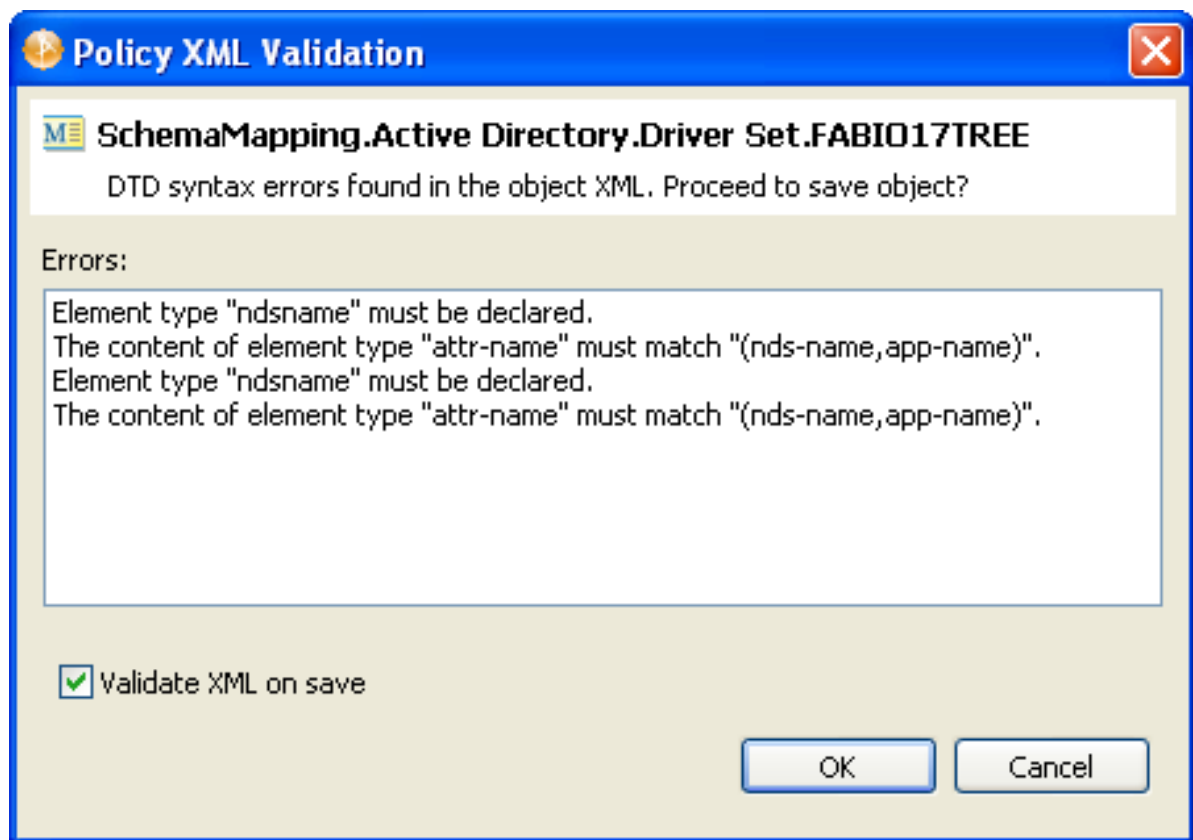 Policy XML Validation
SchemaMapping.Active Directory.Driver Set.FABIO17TREE
DTD syntax errors found in the object XML. Proceed to save object?
Errors:
Element type "ndsname" must be declared.
The content of element type "attr-name" must match "(nds-name,app-name)".
Element type "ndsname" must be declared.
The content of element type "attr-name" must match "(nds-name,app-name)".
Validate XML on save
OK Cancel